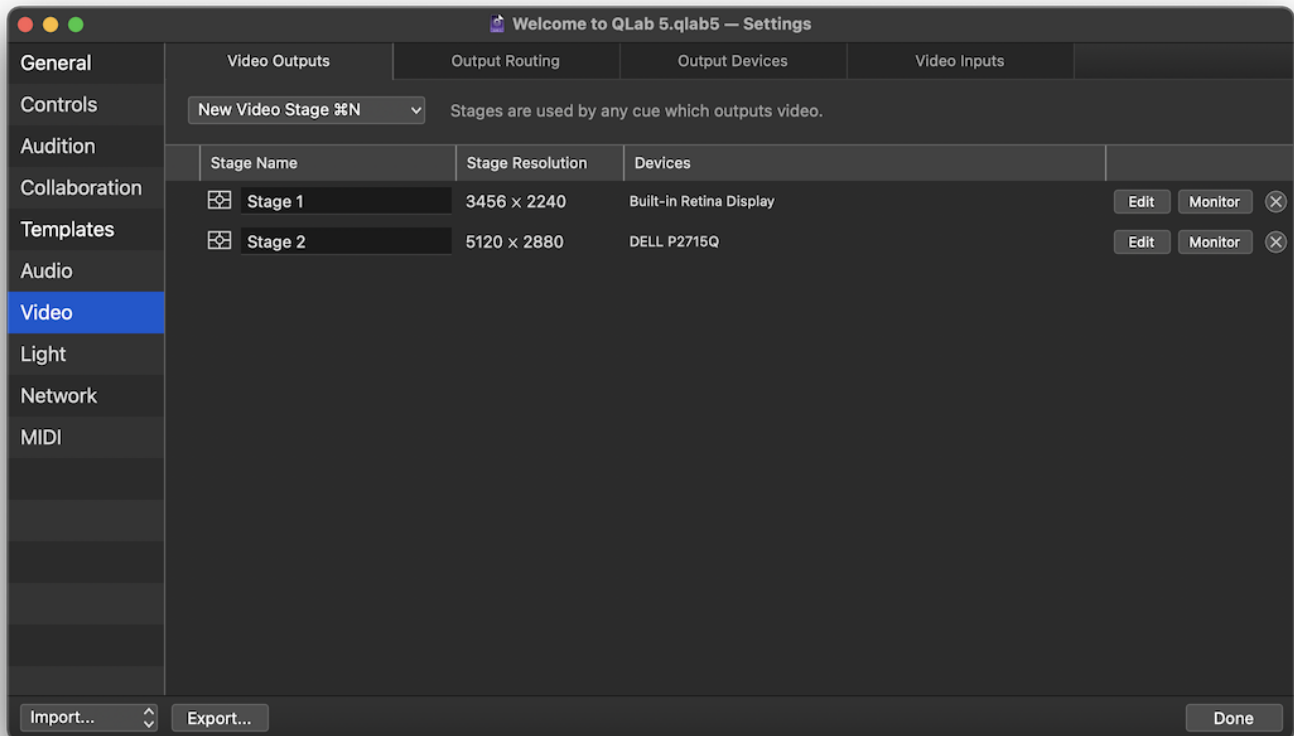 Welcome to QLab 5.qlab5 — Settings
General
Controls
Audition
Collaboration
Templates
Audio
Video
Light
Network
MIDI
Video Outputs Output Routing Output Devices Video Inputs
New Video Stage ⌘N Stages are used by any cue which outputs video.
Stage Name Stage Resolution Devices
Stage 1 3456 × 2240 Built-in Retina Display Edit Monitor
Stage 2 5120 × 2880 DELL P2715Q Edit Monitor
Import... Export... Done